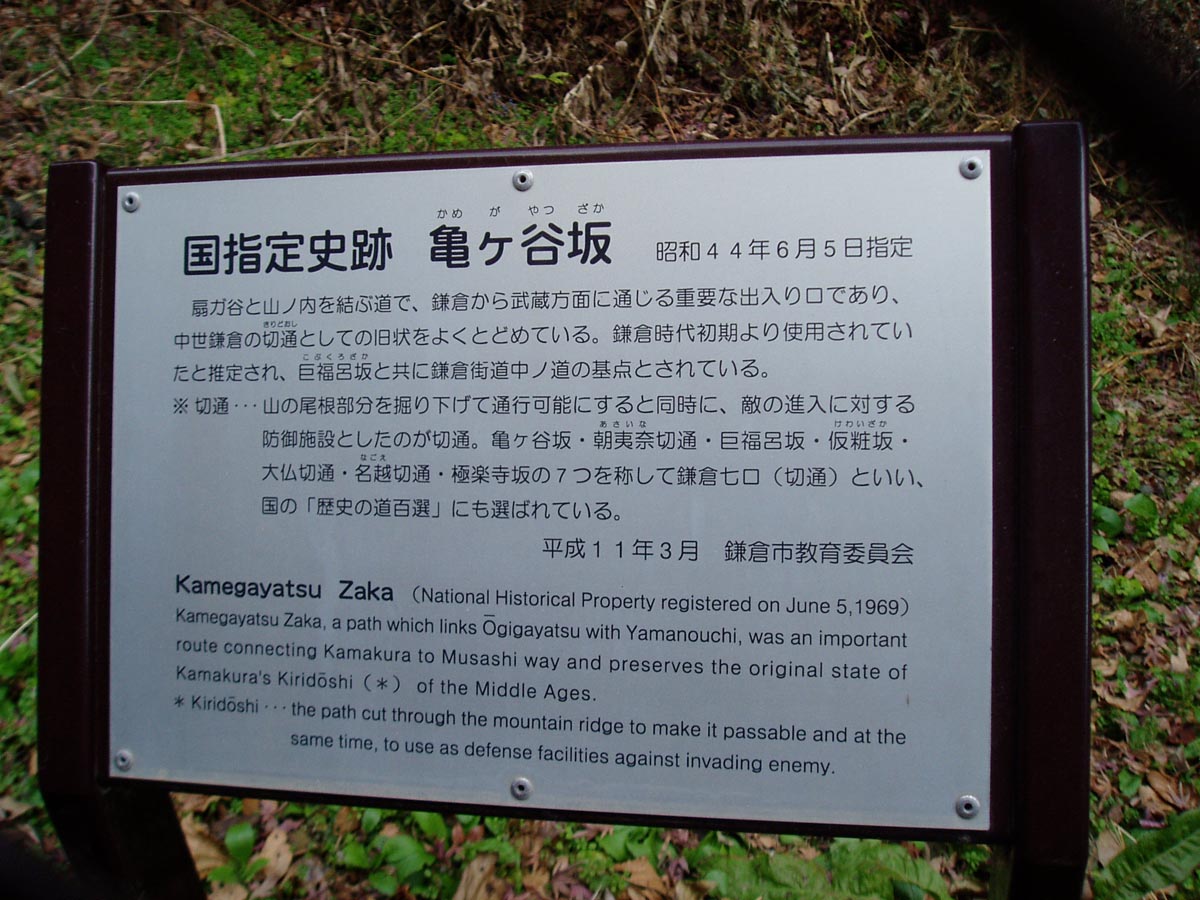 かめ が やつ ざか
国指定史跡 亀ヶ谷坂 昭和44年6月5日指定
扇ガ谷と山ノ内を結ぶ道で、鎌倉から武蔵方面に通じる重要な出入り口であり、
きりどおし
中世鎌倉の切通としての旧状をよくとどめている。鎌倉時代初期より使用されてい
こぶくろざか
たと推定され、巨福呂坂と共に鎌倉街道中ノ道の基点とされている。
※ 切通･･･山の尾根部分を掘り下げて通行可能にすると同時に、敵の進入に対する
あさいな けわいざか
防御施設としたのが切通。亀ヶ谷坂・朝夷奈切通・巨福呂坂・仮粧坂・
なごえ
大仏切通・名越切通・極楽寺坂の7つを称して鎌倉七口（切通）といい、
国の「歴史の道百選」にも選ばれている。
平成11年3月 鎌倉市教育委員会
Kamegayatsu Zaka （National Historical Property registered on June 5,1969）
Kamegayatsu Zaka, a path which links Ōgigayatsu with Yamanouchi, was an important
route connecting Kamakura to Musashi way and preserves the original state of
Kamakura's Kiridōshi（＊） of the Middle Ages.
＊ Kiridōshi･･･the path cut through the mountain ridge to make it passable and at the
same time, to use as defense facilities against invading enemy.